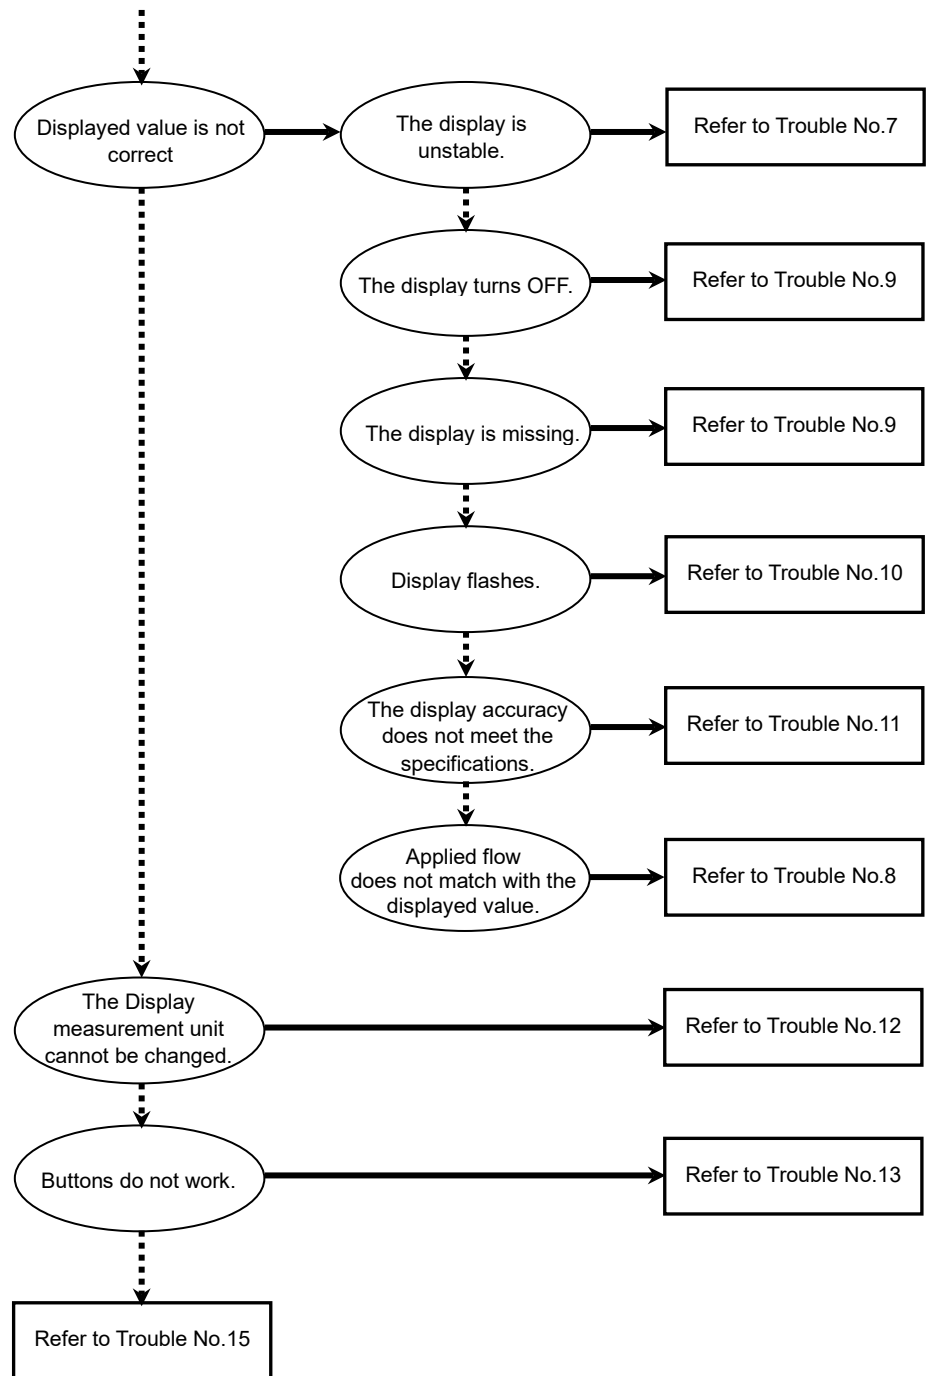 Displayed value is not
correct
The display is
unstable.
Refer to Trouble No.7
The display turns OFF.
Refer to Trouble No.9
The display is missing.
Refer to Trouble No.9
Display flashes.
Refer to Trouble No.10
The display accuracy
does not meet the
specifications.
Refer to Trouble No.11
Applied flow
does not match with the
displayed value.
Refer to Trouble No.8
The Display
measurement unit
cannot be changed.
Refer to Trouble No.12
Buttons do not work.
Refer to Trouble No.13
Refer to Trouble No.15